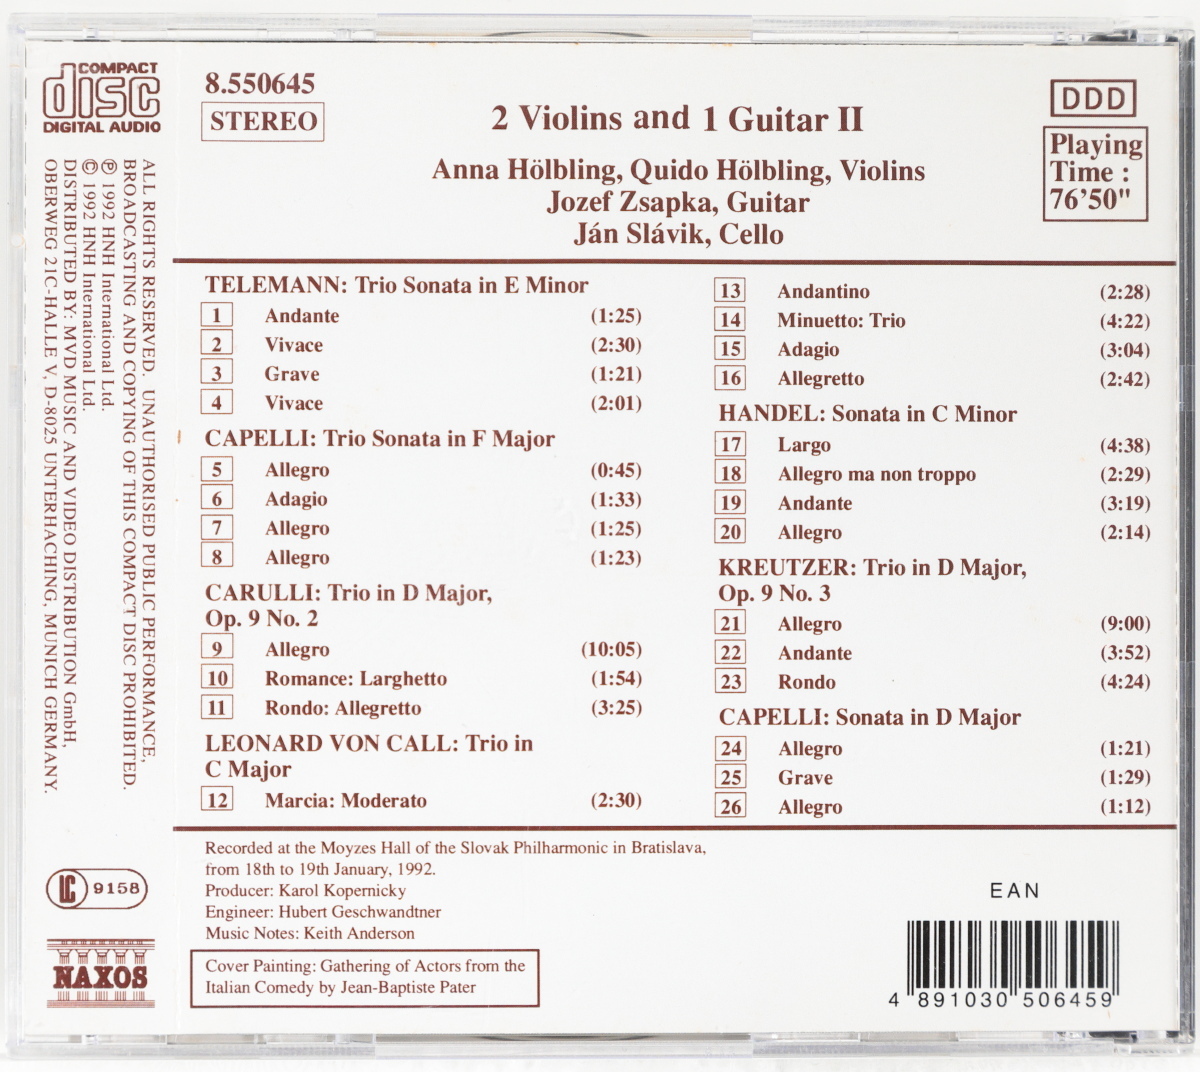 COMPACT
disc
DIGITAL AUDIO
8.550645
STEREO
2 Violins and 1 Guitar II
Anna Hölbling, Quido Hölbling, Violins
Jozef Zsapka, Guitar
Ján Slávik, Cello
DDD
Playing
Time :
76'50"
TELEMANN: Trio Sonata in E Minor
1 Andante (1:25)
2 Vivace (2:30)
3 Grave (1:21)
4 Vivace (2:01)
CAPELLI: Trio Sonata in F Major
5 Allegro (0:45)
6 Adagio (1:33)
7 Allegro (1:25)
8 Allegro (1:23)
CARULLI: Trio in D Major,
Op. 9 No. 2
9 Allegro (10:05)
10 Romance: Larghetto (1:54)
11 Rondo: Allegretto (3:25)
LEONARD VON CALL: Trio in
C Major
12 Marcia: Moderato (2:30)
13 Andantino (2:28)
14 Minuetto: Trio (4:22)
15 Adagio (3:04)
16 Allegretto (2:42)
HANDEL: Sonata in C Minor
17 Largo (4:38)
18 Allegro ma non troppo (2:29)
19 Andante (3:19)
20 Allegro (2:14)
KREUTZER: Trio in D Major,
Op. 9 No. 3
21 Allegro (9:00)
22 Andante (3:52)
23 Rondo (4:24)
CAPELLI: Sonata in D Major
24 Allegro (1:21)
25 Grave (1:29)
26 Allegro (1:12)
Recorded at the Moyzes Hall of the Slovak Philharmonic in Bratislava,
from 18th to 19th January, 1992.
Producer: Karol Kopernicky
Engineer: Hubert Geschwandtner
Music Notes: Keith Anderson
Cover Painting: Gathering of Actors from the
Italian Comedy by Jean-Baptiste Pater
EAN
4 891030 506459
ALL RIGHTS RESERVED. UNAUTHORISED PUBLIC PERFORMANCE,
BROADCASTING AND COPYING OF THIS COMPACT DISC PROHIBITED.
℗ 1992 HNH International Ltd.
© 1992 HNH International Ltd.
DISTRIBUTED BY: MVD MUSIC AND VIDEO DISTRIBUTION GmbH,
OBERWEG 21C-HALLE V, D-8025 UNTERHACHING, MUNICH GERMANY.
LC 9158
NAXOS